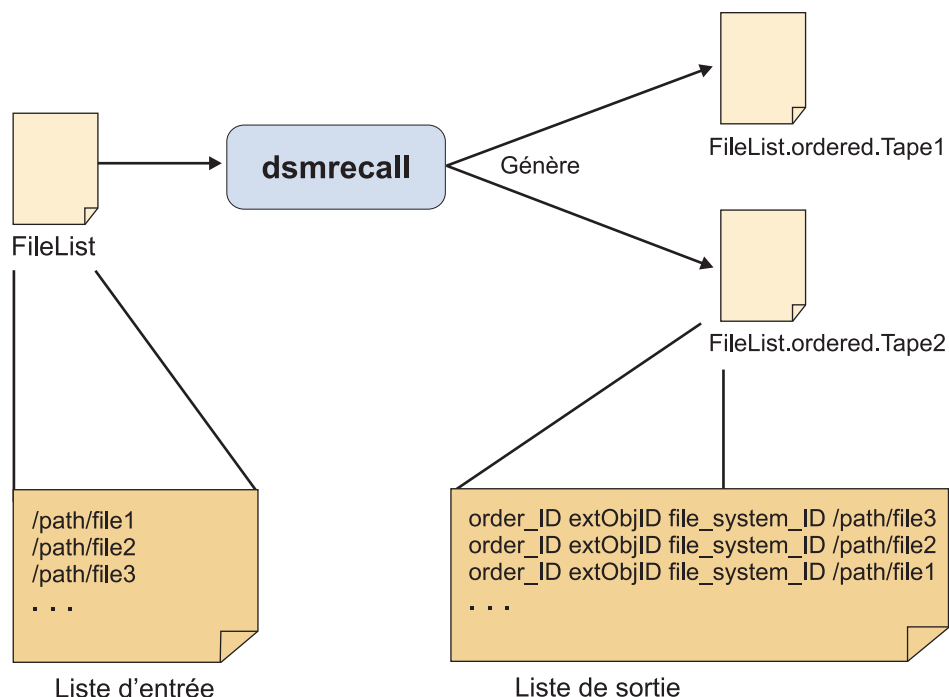 FileList.ordered.Tape1
dsmrecall
Génère
FileList
FileList.ordered.Tape2
/path/file1
/path/file2
/path/file3
. . .
order_ID extObjID file_system_ID /path/file3
order_ID extObjID file_system_ID /path/file2
order_ID extObjID file_system_ID /path/file1
. . .
Liste d'entrée
Liste de sortie